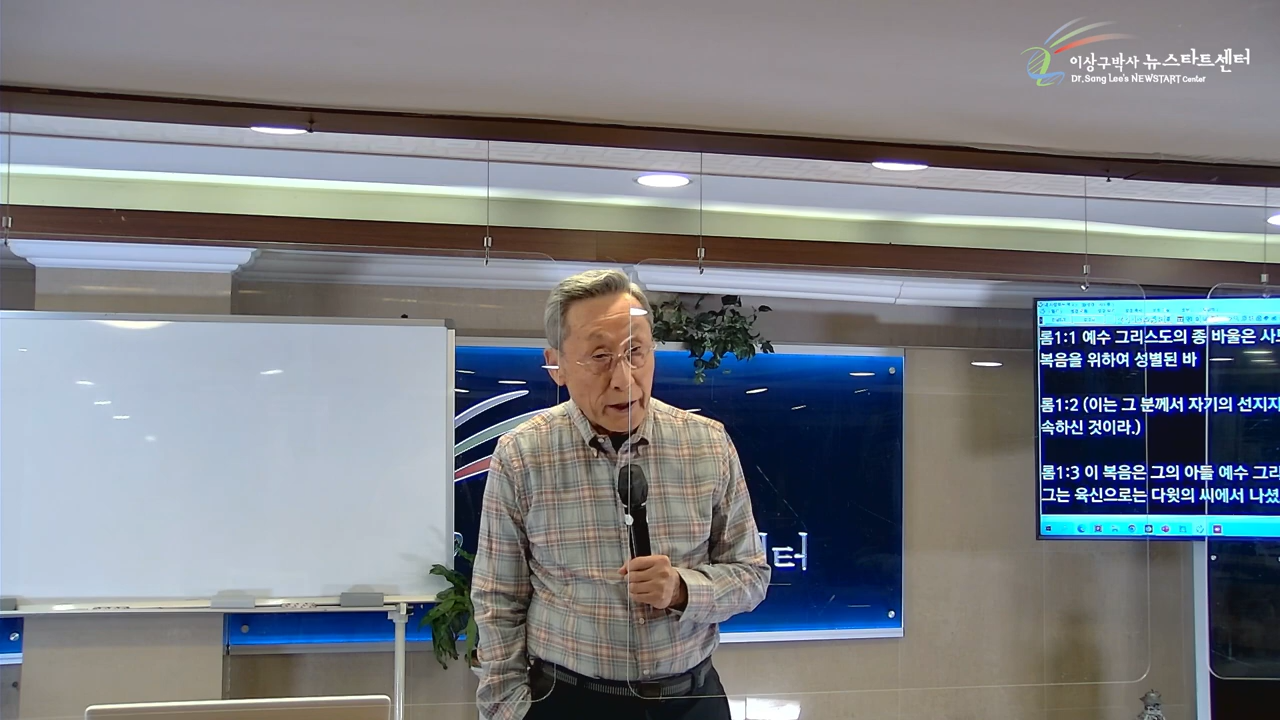 이상구박사 뉴스타트센터
Dr. Sang Lee's NEWSTART Center
롬1:1 예수 그리스도의 종 바울은 사도
복음을 위하여 성별된 바
롬1:2 (이는 그 분께서 자기의 선지자
속하신 것이라.)
롬1:3 이 복음은 그의 아들 예수 그리
그는 육신으로는 다윗의 씨에서 나셨
터